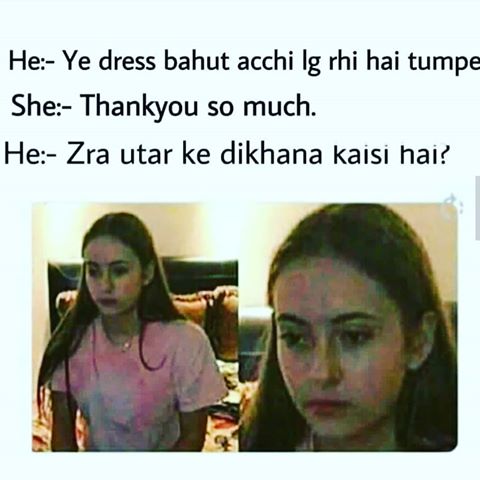 He:- Ye dress bahut acchi lg rhi hai tumpe
She:- Thankyou so much.
He:- Zra utar ke dikhana kaisi hai?